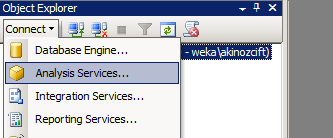 Object Explorer
Connect
Database Engine...
- weka\akinozcift)
Analysis Services...
Integration Services...
Reporting Services...